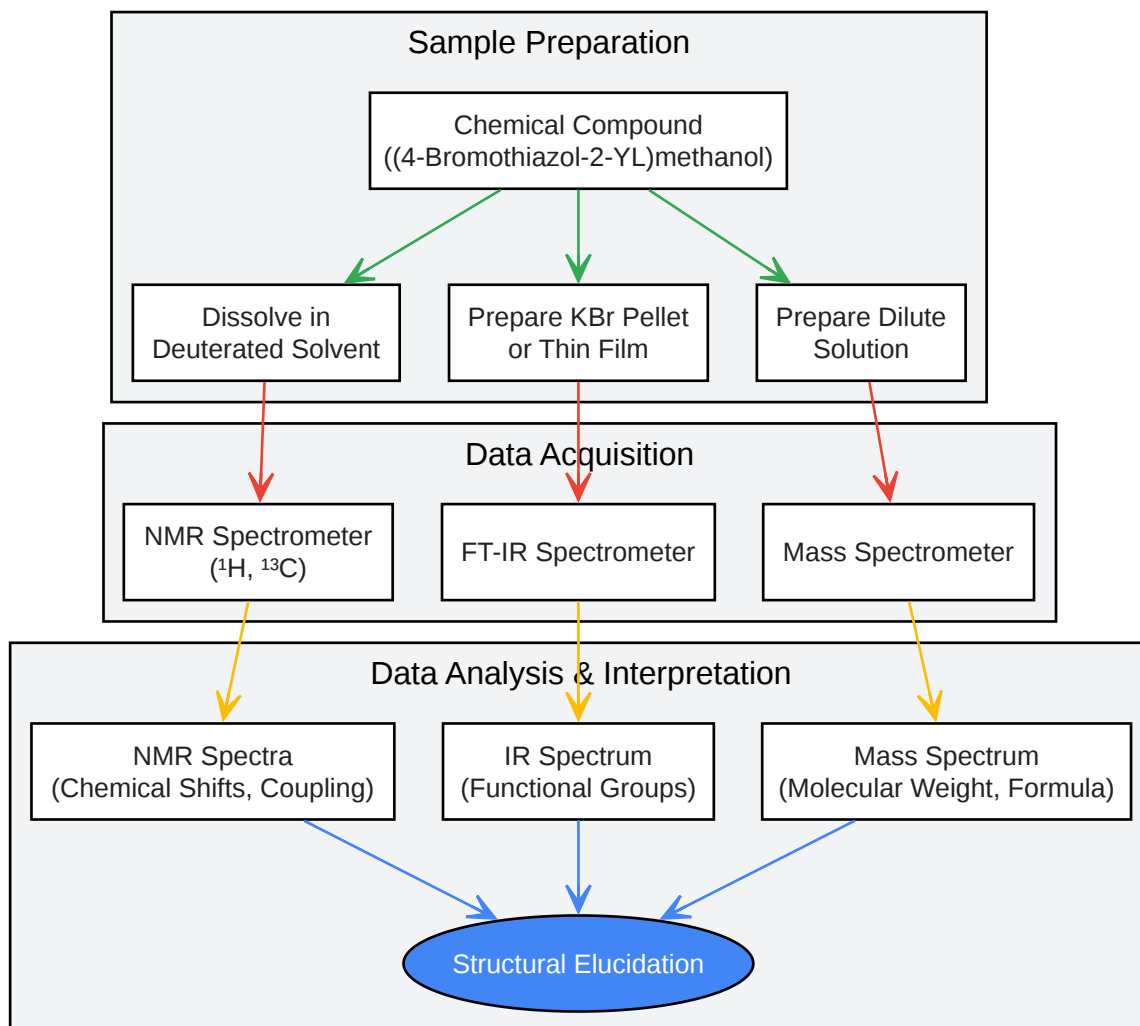 Sample Preparation
Chemical Compound
((4-Bromothiazol-2-YL)methanol)
Dissolve in
Deuterated Solvent
Prepare KBr Pellet
or Thin Film
Prepare Dilute
Solution
Data Acquisition
NMR Spectrometer
(¹H, ¹³C)
FT-IR Spectrometer
Mass Spectrometer
Data Analysis & Interpretation
NMR Spectra
(Chemical Shifts, Coupling)
IR Spectrum
(Functional Groups)
Mass Spectrum
(Molecular Weight, Formula)
Structural Elucidation